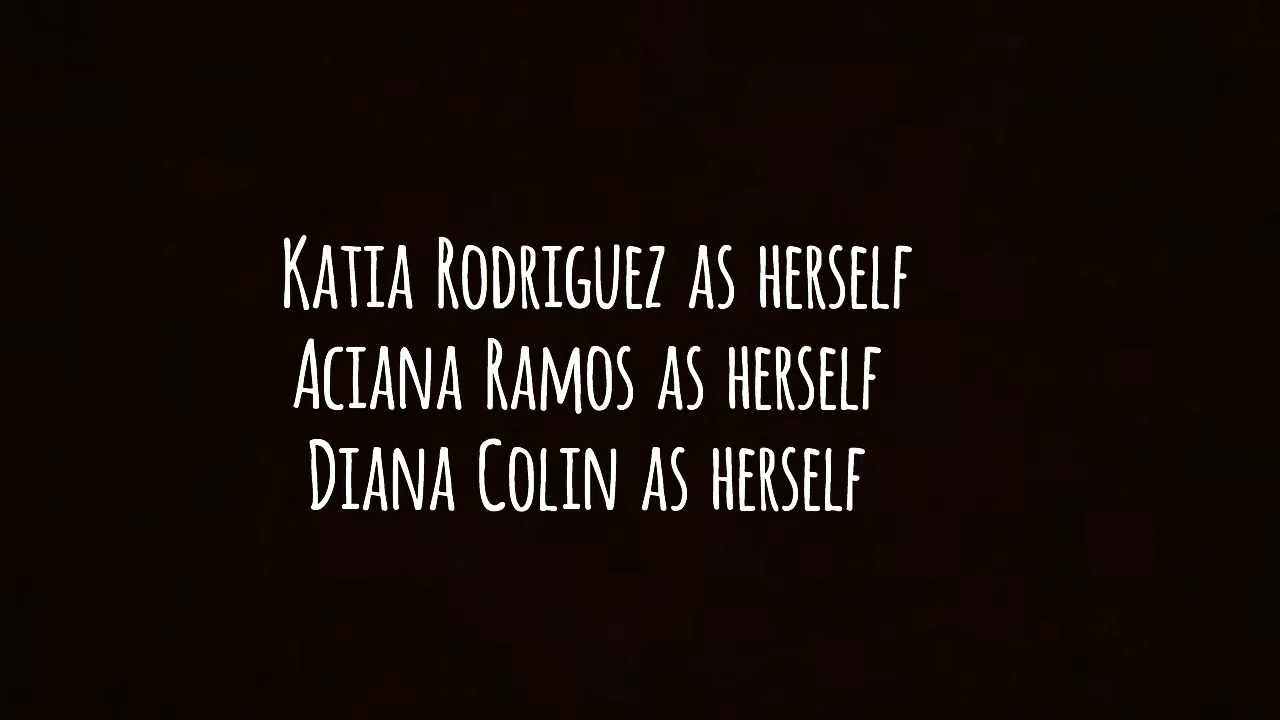 Katia Rodriguez as herself
Aciana Ramos as herself
Diana Colin as herself